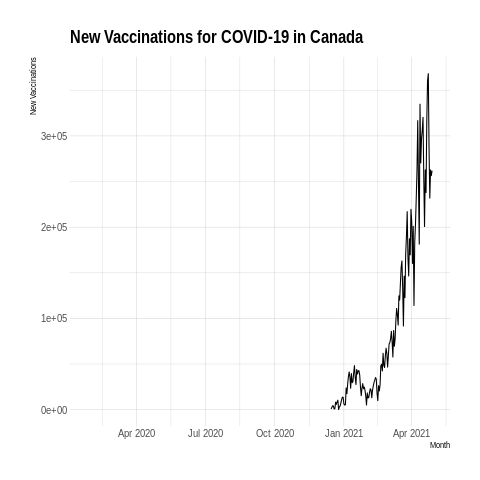 New Vaccinations for COVID-19 in Canada
New Vaccinations
3e+05
2e+05
1e+05
0e+00
Apr 2020 Jul 2020 Oct 2020 Jan 2021 Apr 2021
Month